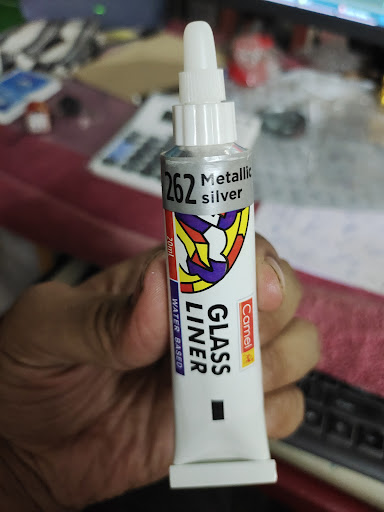 262 Metallic
silver
20ml
WATER BASED
GLASS
LINER
Camel